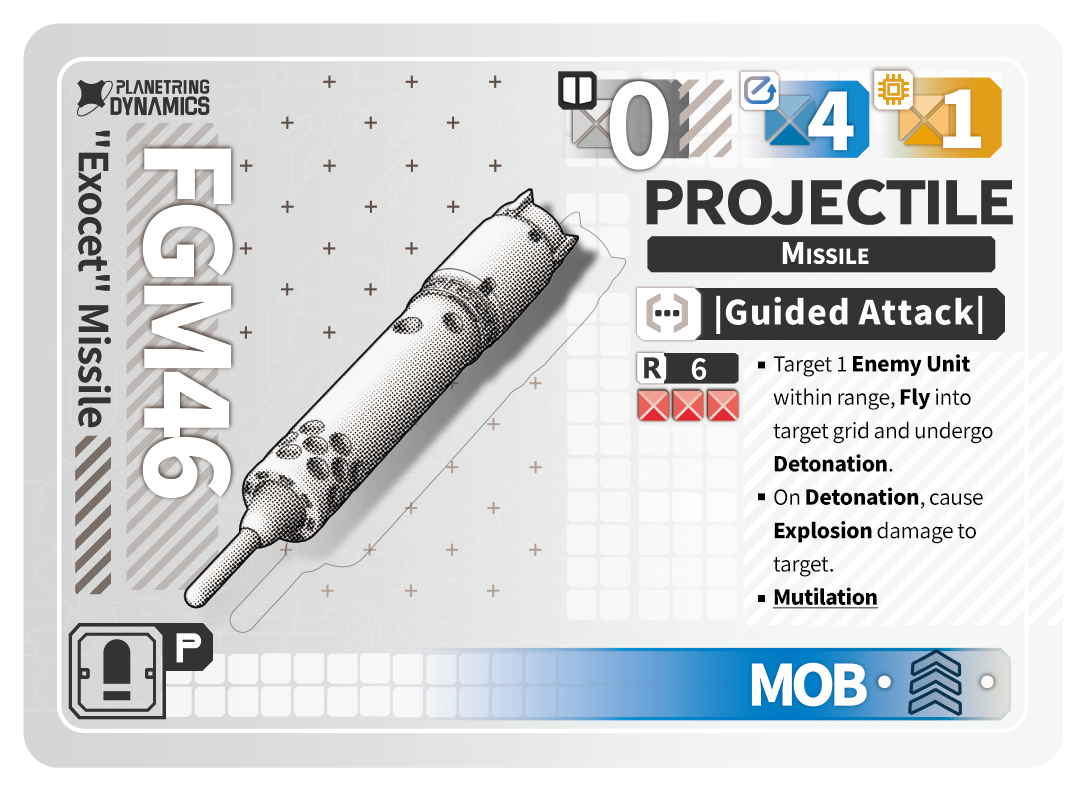 PLANETRING
DYNAMICS
"Exocet" Missile
FGM46
0
4
1
PROJECTILE
Missile
|Guided Attack|
R 6
▪ Target 1 Enemy Unit
within range, Fly into
target grid and undergo
Detonation.
▪ On Detonation, cause
Explosion damage to
target.
▪ Mutilation
P
MOB